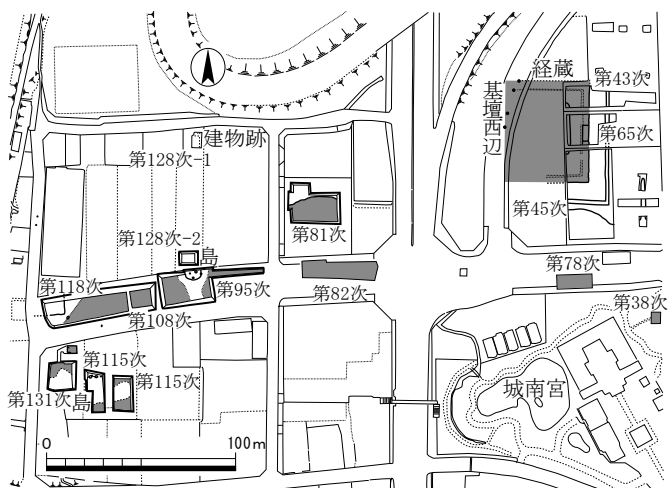 経蔵
第43次
基壇西辺
第65次
建物跡
第128次-1
第45次
第128次-2
島
第81次
第78次
第118次
第95次
第82次
第38次
第108次
第115次
第115次
第131次
島
城南宮
0
100m